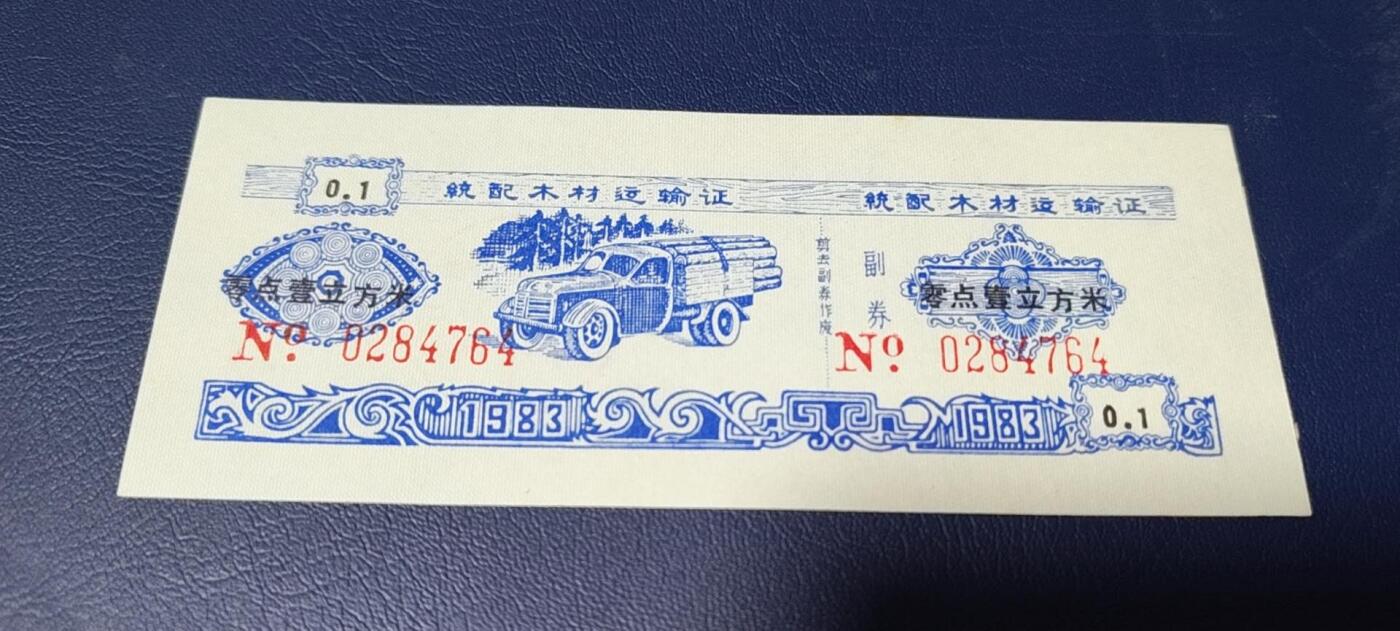 0.1
統配木材运输证
零点壹立方米
No. 0284764
1983
剪去副券作废
統配木材运输证
副券
零点壹立方米
No. 0284764
1983
0.1